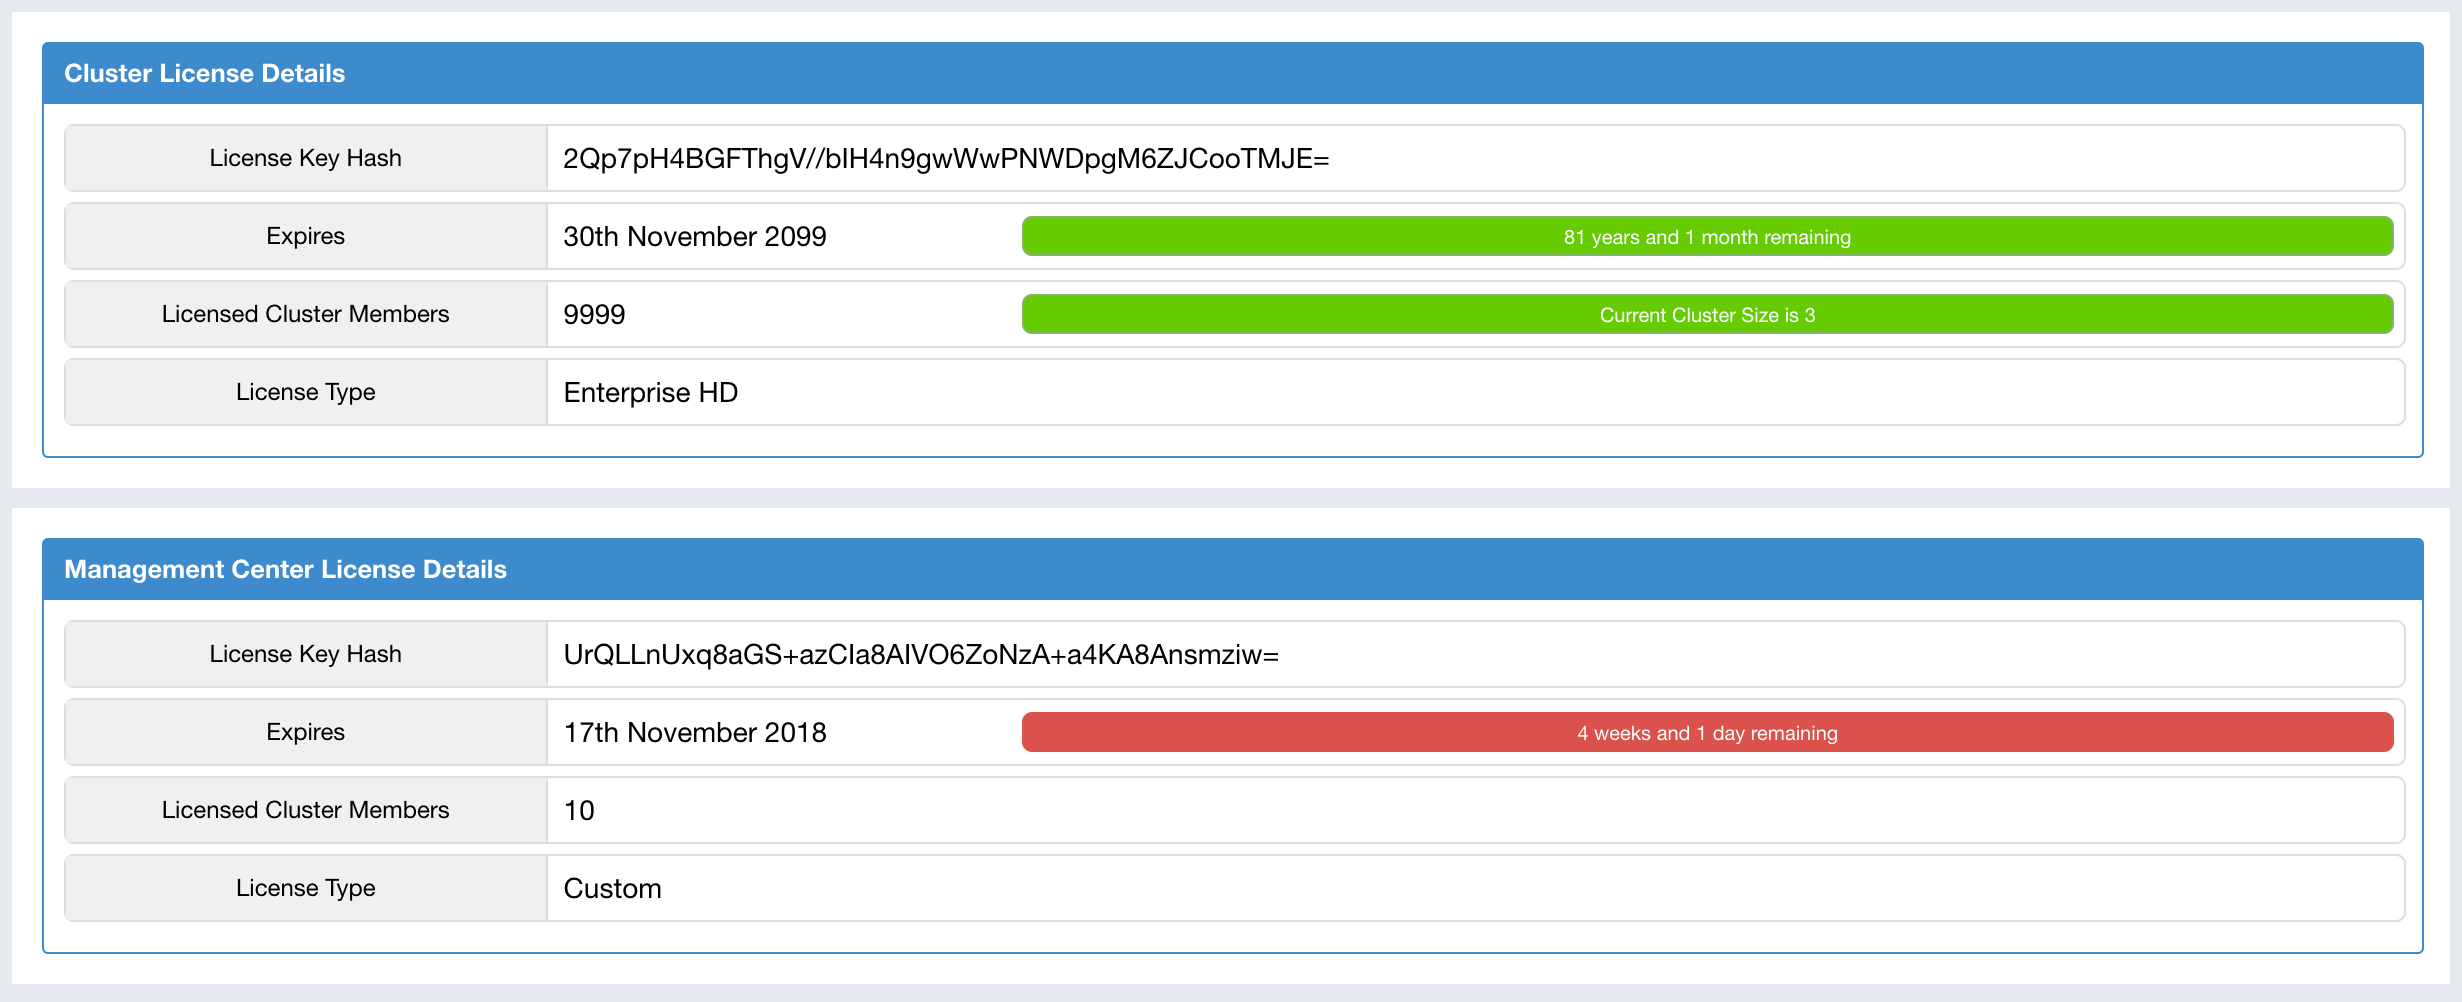 Cluster License Details
License Key Hash 2Qp7pH4BGFThgV//bIH4n9gwWwPNWDpgM6ZJCooTMJE=
Expires 30th November 2099 81 years and 1 month remaining
Licensed Cluster Members 9999 Current Cluster Size is 3
License Type Enterprise HD
Management Center License Details
License Key Hash UrQLLnUxq8aGS+azCIa8AIVO6ZoNzA+a4KA8Ansmziw=
Expires 17th November 2018 4 weeks and 1 day remaining
Licensed Cluster Members 10
License Type Custom